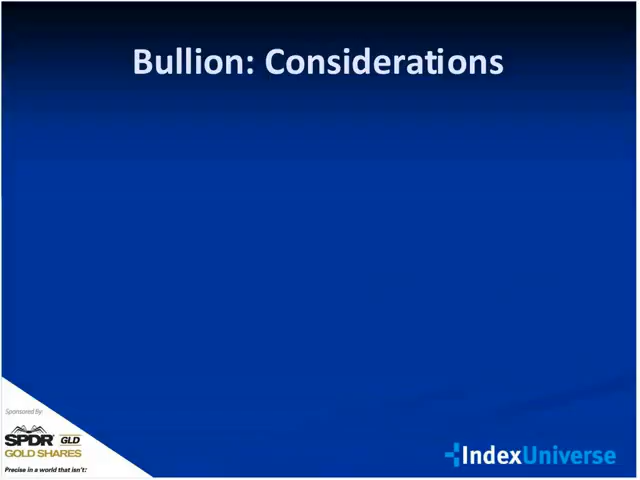 Bullion: Considerations
Sponsored By:
SPDR GLD
GOLD SHARES
Precise in a world that isn't:
IndexUniverse